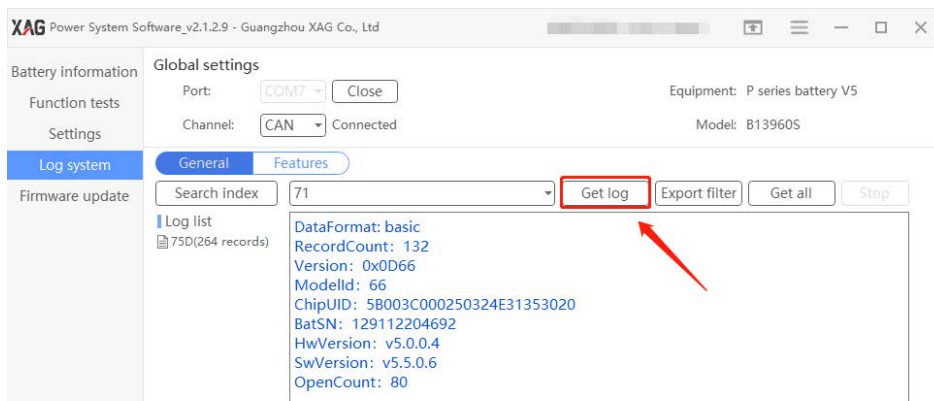 XAG Power System Software_v2.1.2.9 - Guangzhou XAG Co., Ltd
Battery information
Function tests
Settings
Log system
Firmware update
Global settings
Port: COM7 Close
Equipment: P series battery V5
Channel: CAN Connected
Model: B13960S
General Features
Search index 71 Get log Export filter Get all Stop
Log list
75D(264 records)
DataFormat: basic
RecordCount: 132
Version: 0x0D66
ModelId: 66
ChipUID: 5B003C000250324E31353020
BatSN: 129112204692
HwVersion: v5.0.0.4
SwVersion: v5.5.0.6
OpenCount: 80